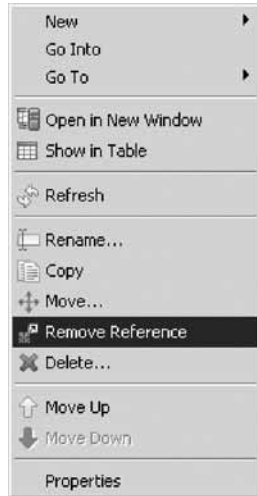 New
Go Into
Go To
Open in New Window
Show in Table
Refresh
Rename...
Copy
Move...
Remove Reference
Delete...
Move Up
Move Down
Properties